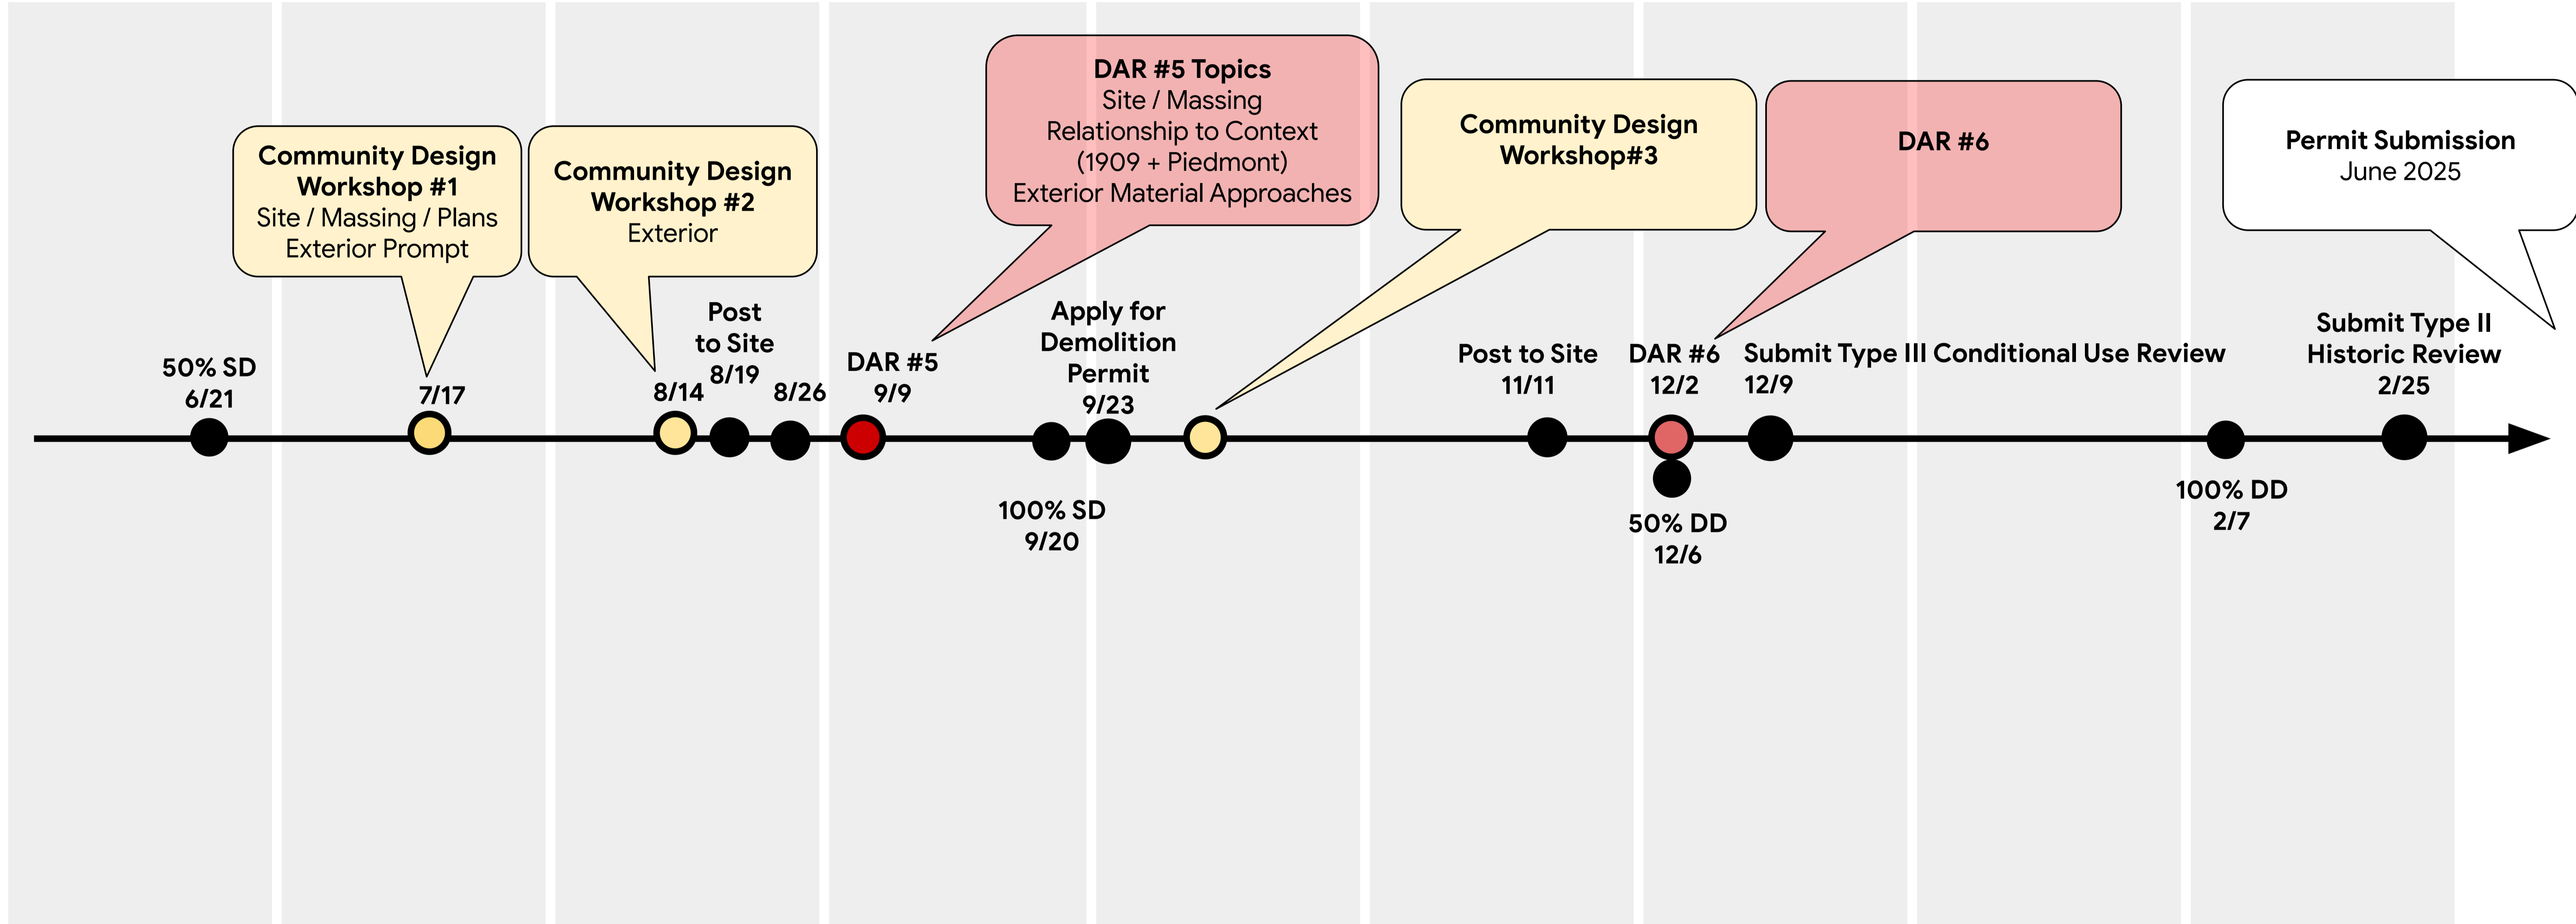 DAR #5 Topics
Site / Massing
Relationship to Context
(1909 + Piedmont)
Exterior Material Approaches
Community Design
Workshop #1
Site / Massing / Plans
Exterior Prompt
Community Design
Workshop #2
Exterior
Community Design
Workshop#3
DAR #6
Permit Submission
June 2025
50% SD
6/21
7/17
8/14
Post
to Site
8/19
8/26
DAR #5
9/9
Apply for
Demolition
Permit
9/23
Post to Site
11/11
DAR #6
12/2
Submit Type III Conditional Use Review
12/9
Submit Type II
Historic Review
2/25
100% SD
9/20
50% DD
12/6
100% DD
2/7